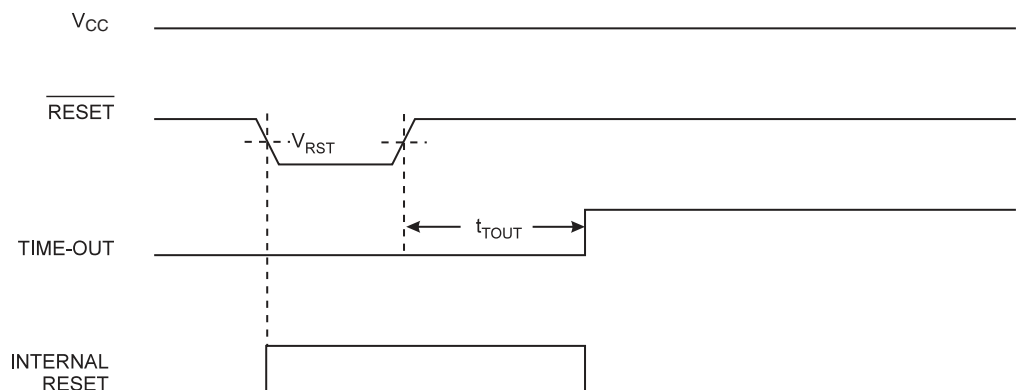 VCC
RESET
VRST
tTOUT
TIME-OUT
INTERNAL
RESET